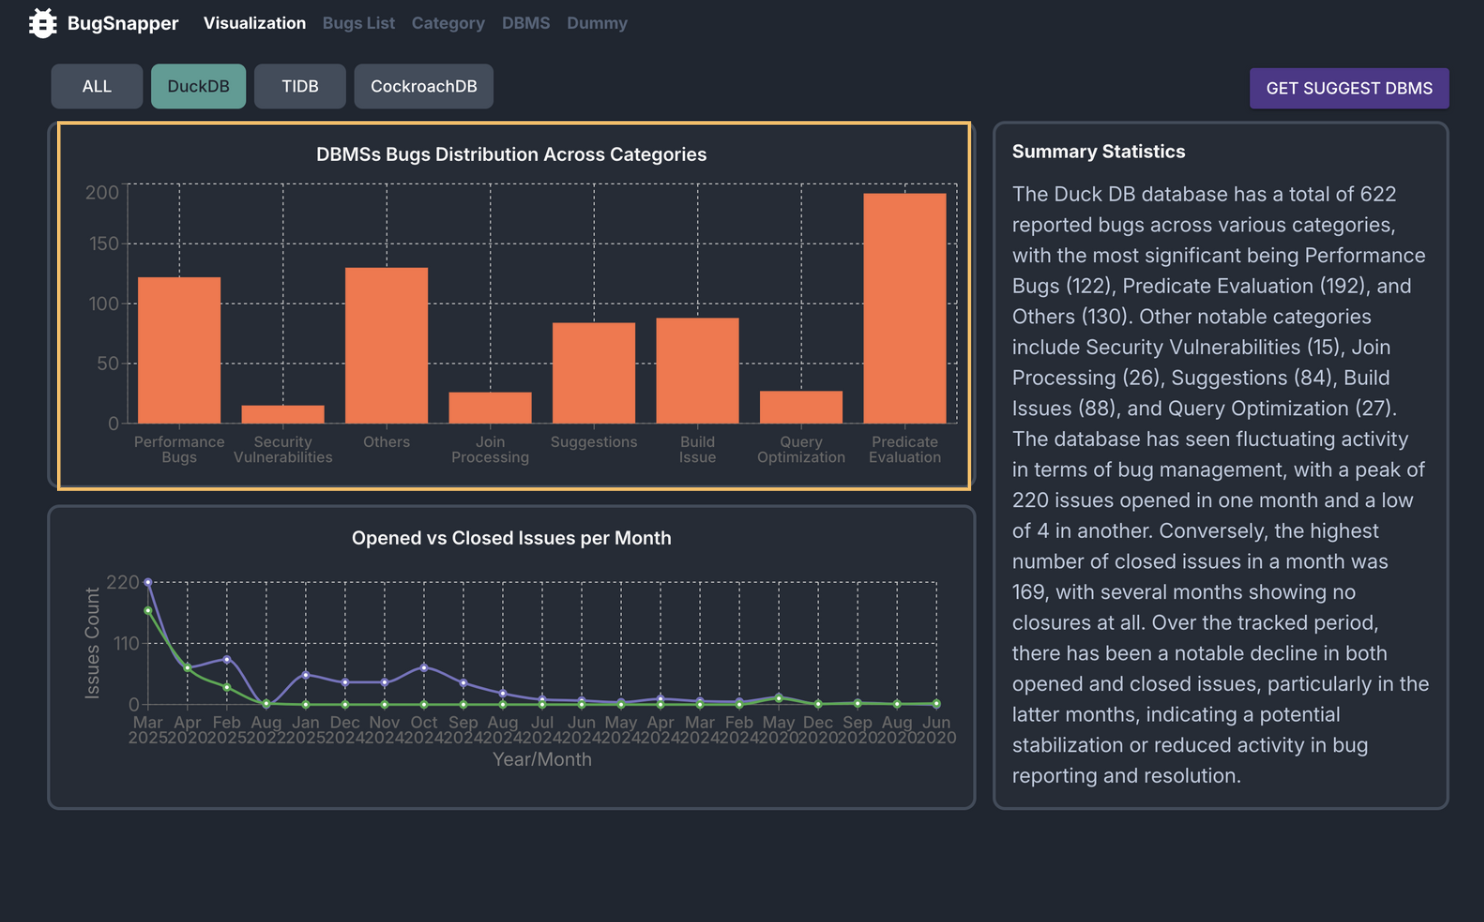 BugSnapper Visualization Bugs List Category DBMS Dummy
ALL DuckDB TIDB CockroachDB
GET SUGGEST DBMS
DBMSs Bugs Distribution Across Categories
200
150
100
50
0
Performance Bugs
Security Vulnerabilities
Others
Join Processing
Suggestions
Build Issue
Query Optimization
Predicate Evaluation
Opened vs Closed Issues per Month
Issues Count
220
110
0
Mar Apr Feb Aug Jan Dec Nov Oct Sep Aug Jul Jun May Apr Mar Feb May Dec Sep Aug Jun
2025 2020 2025 2022 2025 2024 2024 2024 2024 2024 2024 2024 2024 2024 2024 2024 2020 2020 2020 2020 2020
Year/Month
Summary Statistics
The Duck DB database has a total of 622
reported bugs across various categories,
with the most significant being Performance
Bugs (122), Predicate Evaluation (192), and
Others (130). Other notable categories
include Security Vulnerabilities (15), Join
Processing (26), Suggestions (84), Build
Issues (88), and Query Optimization (27).
The database has seen fluctuating activity
in terms of bug management, with a peak of
220 issues opened in one month and a low
of 4 in another. Conversely, the highest
number of closed issues in a month was
169, with several months showing no
closures at all. Over the tracked period,
there has been a notable decline in both
opened and closed issues, particularly in the
latter months, indicating a potential
stabilization or reduced activity in bug
reporting and resolution.